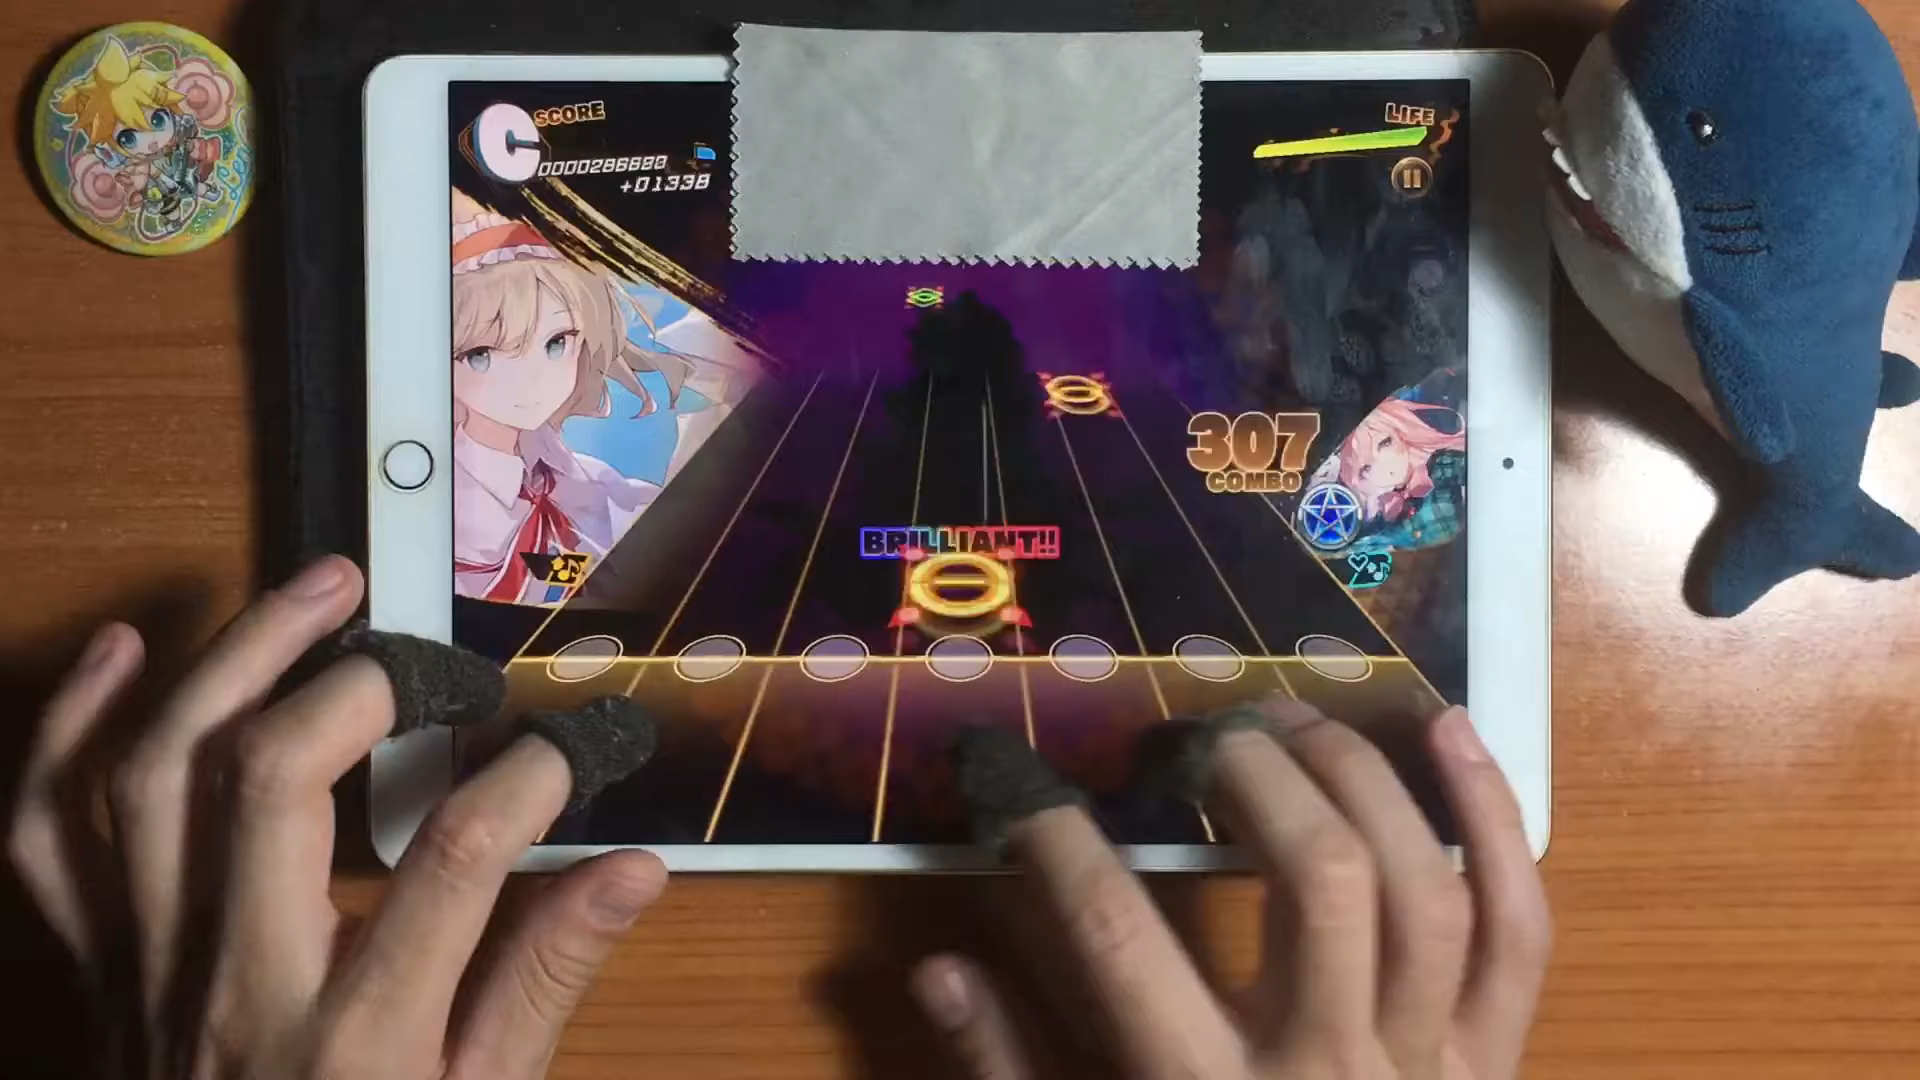 C
SCORE
0000286880
+01338
LIFE
307
COMBO
BRILLIANT!!